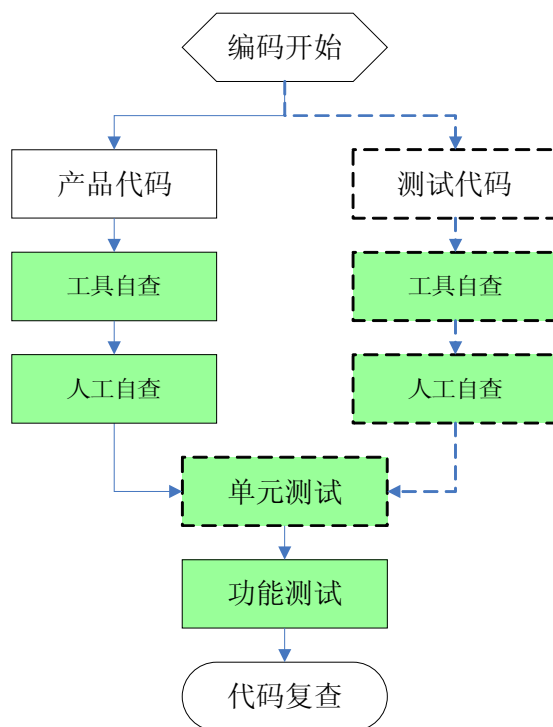 编码开始
产品代码
测试代码
工具自查
工具自查
人工自查
人工自查
单元测试
功能测试
代码复查